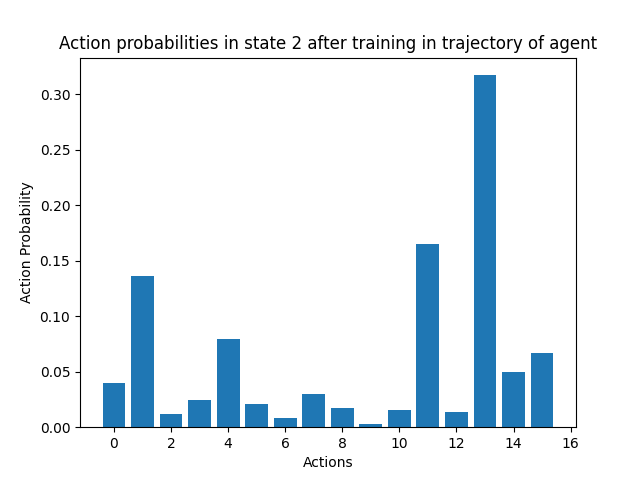 Action probabilities in state 2 after training in trajectory of agent
0.30
0.25
0.20
0.15
0.10
0.05
0.00
Action Probability
0 2 4 6 8 10 12 14 16
Actions